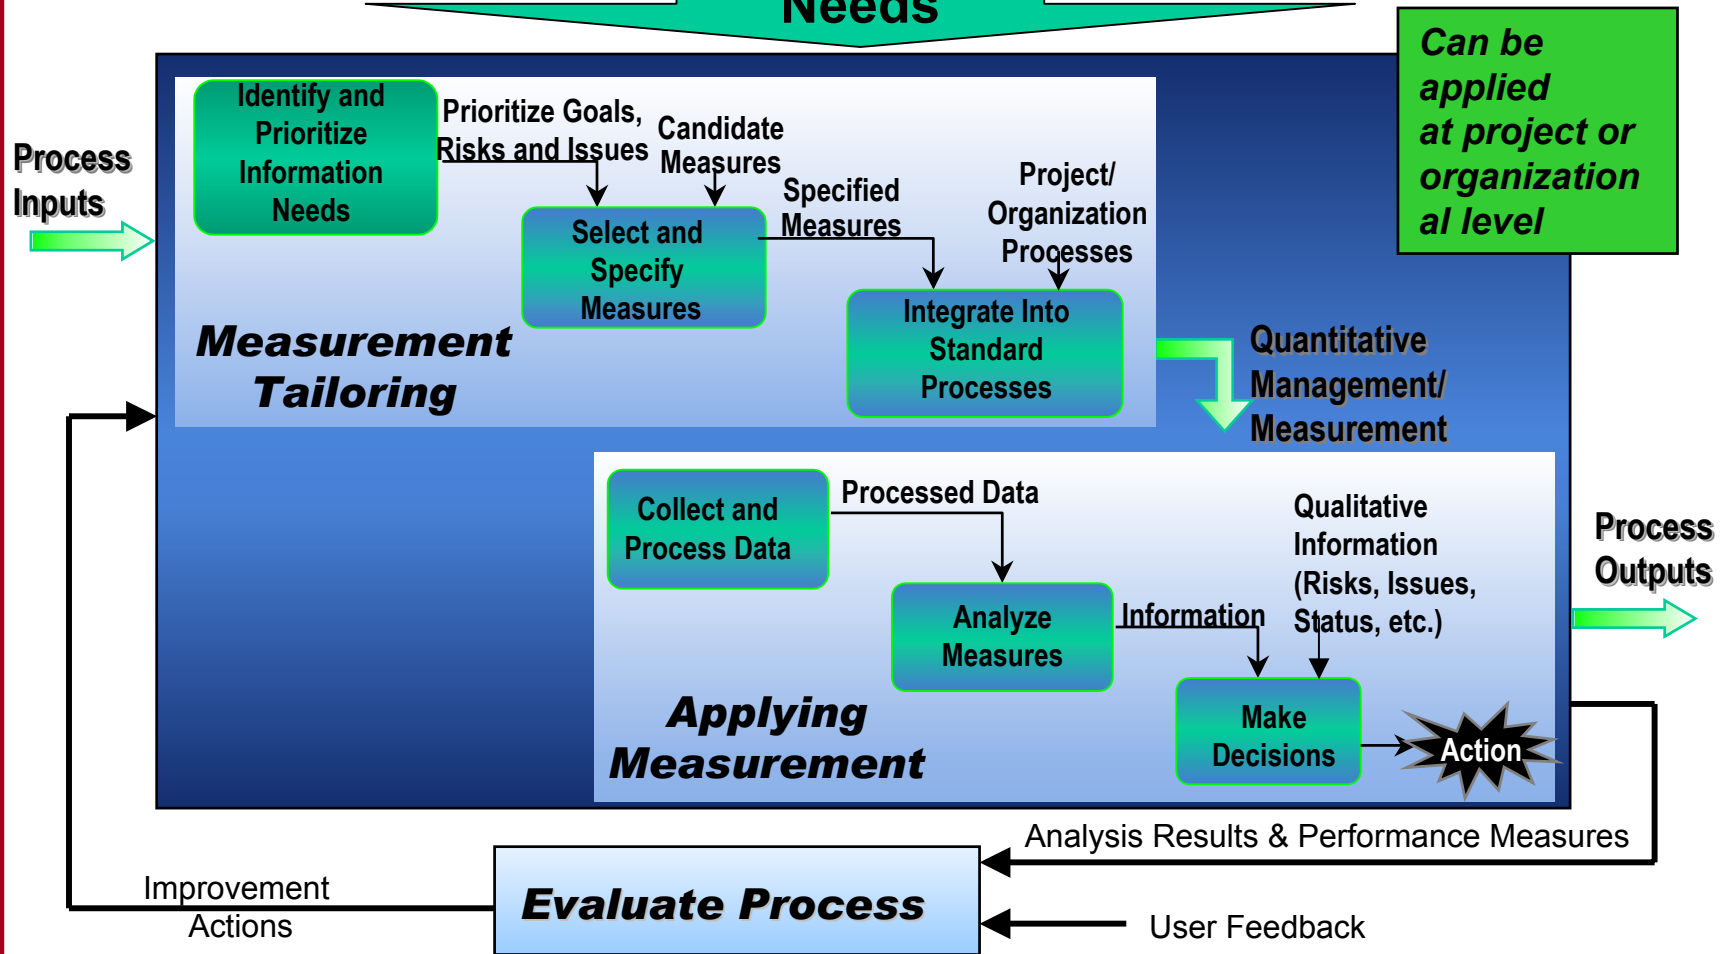 Needs
Can be
applied
at project or
organization
al level
Process
Inputs
Identify and
Prioritize
Information
Needs
Prioritize Goals,
Risks and Issues
Candidate
Measures
Select and
Specify
Measures
Specified
Measures
Project/
Organization
Processes
Integrate Into
Standard
Processes
Measurement
Tailoring
Quantitative
Management/
Measurement
Collect and
Process Data
Processed Data
Analyze
Measures
Information
Qualitative
Information
(Risks, Issues,
Status, etc.)
Make
Decisions
Action
Applying
Measurement
Process
Outputs
Analysis Results & Performance Measures
Evaluate Process
User Feedback
Improvement
Actions